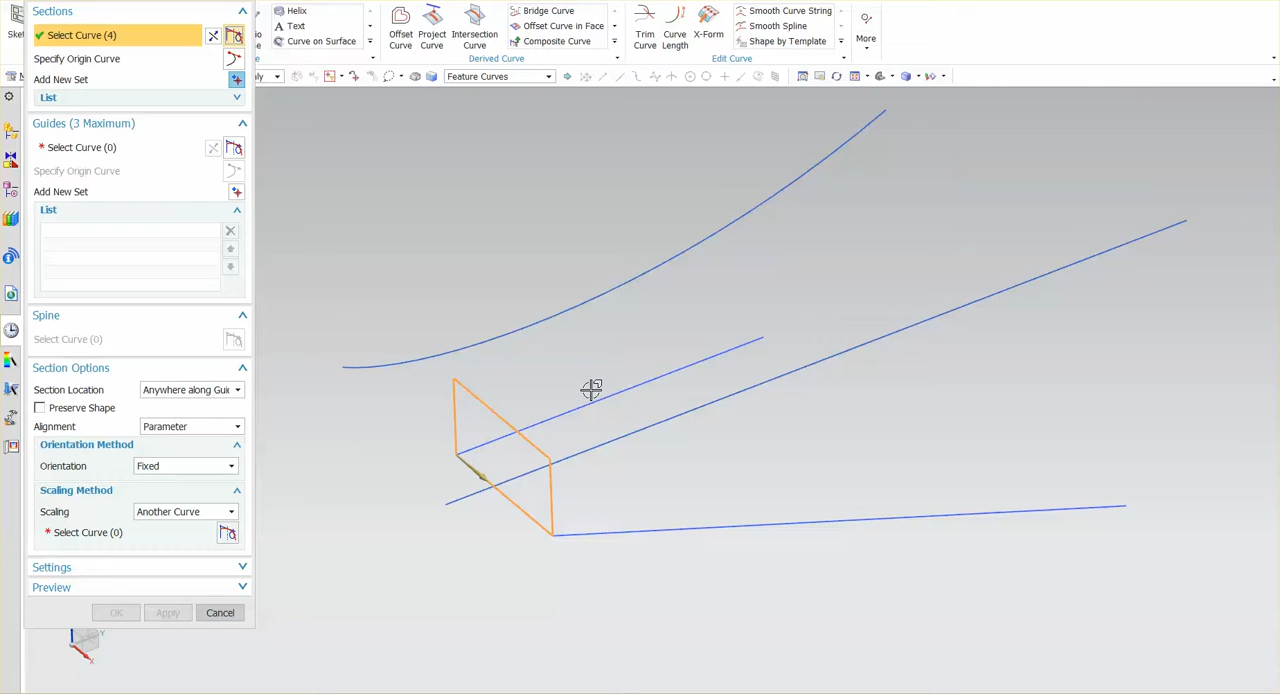 Sections
Select Curve (4)
Specify Origin Curve
Add New Set
List
Guides (3 Maximum)
* Select Curve (0)
Specify Origin Curve
Add New Set
List
Spine
Select Curve (0)
Section Options
Section Location
Anywhere along Gui
Preserve Shape
Alignment
Parameter
Orientation Method
Orientation
Fixed
Scaling Method
Scaling
Another Curve
* Select Curve (0)
Settings
Preview
OK
Apply
Cancel
Helix
Text
Curve on Surface
Offset Curve
Project Curve
Intersection Curve
Bridge Curve
Offset Curve in Face
Composite Curve
Derived Curve
Trim Curve
Curve Length
X-Form
Smooth Curve String
Smooth Spline
Shape by Template
Edit Curve
More
Feature Curves
Y
X